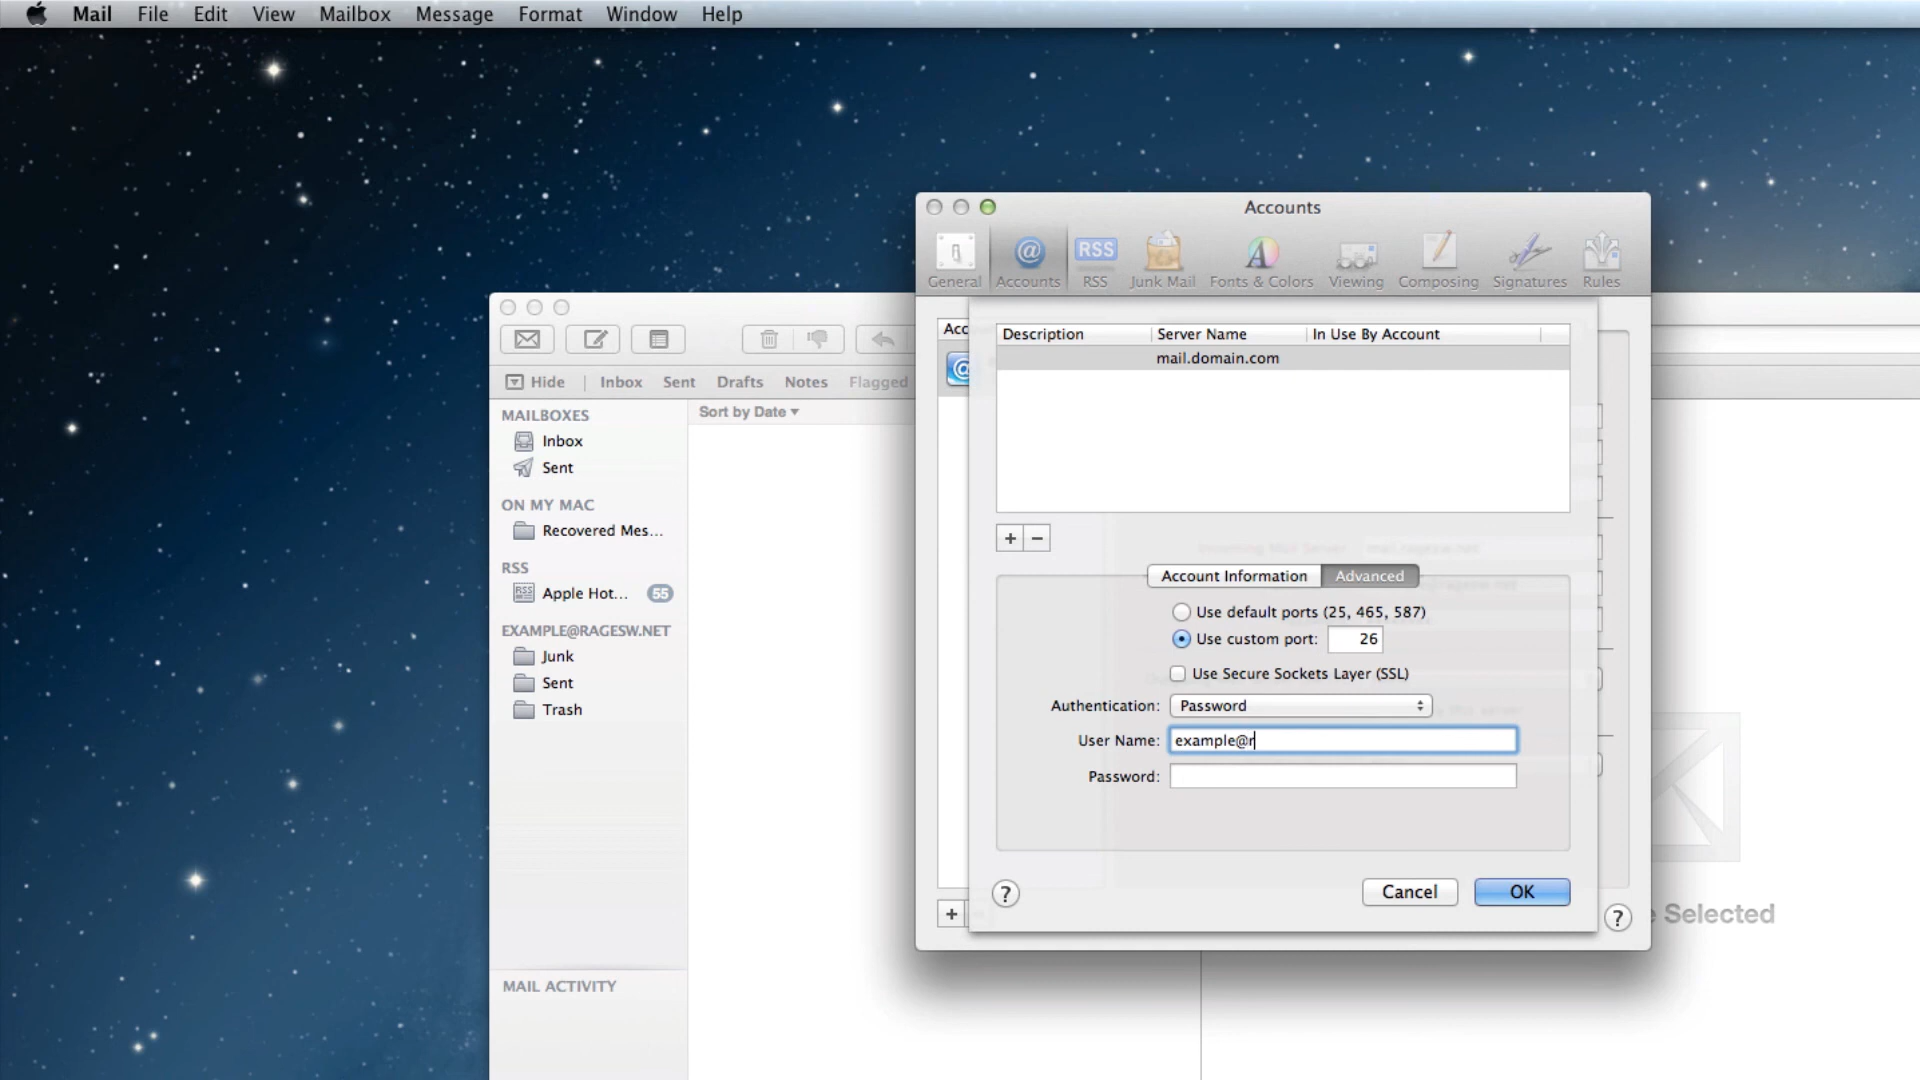 Mail File Edit View Mailbox Message Format Window Help
Accounts
General Accounts RSS Junk Mail Fonts & Colors Viewing Composing Signatures Rules
RSS
Description Server Name In Use By Account
mail.domain.com
Hide Inbox Sent Drafts Notes Flagged
MAILBOXES
Sort by Date
Inbox
Sent
ON MY MAC
Recovered Mes...
RSS
Apple Hot... 55
EXAMPLE@RAGESW.NET
Junk
Sent
Trash
MAIL ACTIVITY
Account Information Advanced
Use default ports (25, 465, 587)
Use custom port: 26
Use Secure Sockets Layer (SSL)
Authentication: Password
User Name: example@r
Password:
? Cancel OK
?
Selected